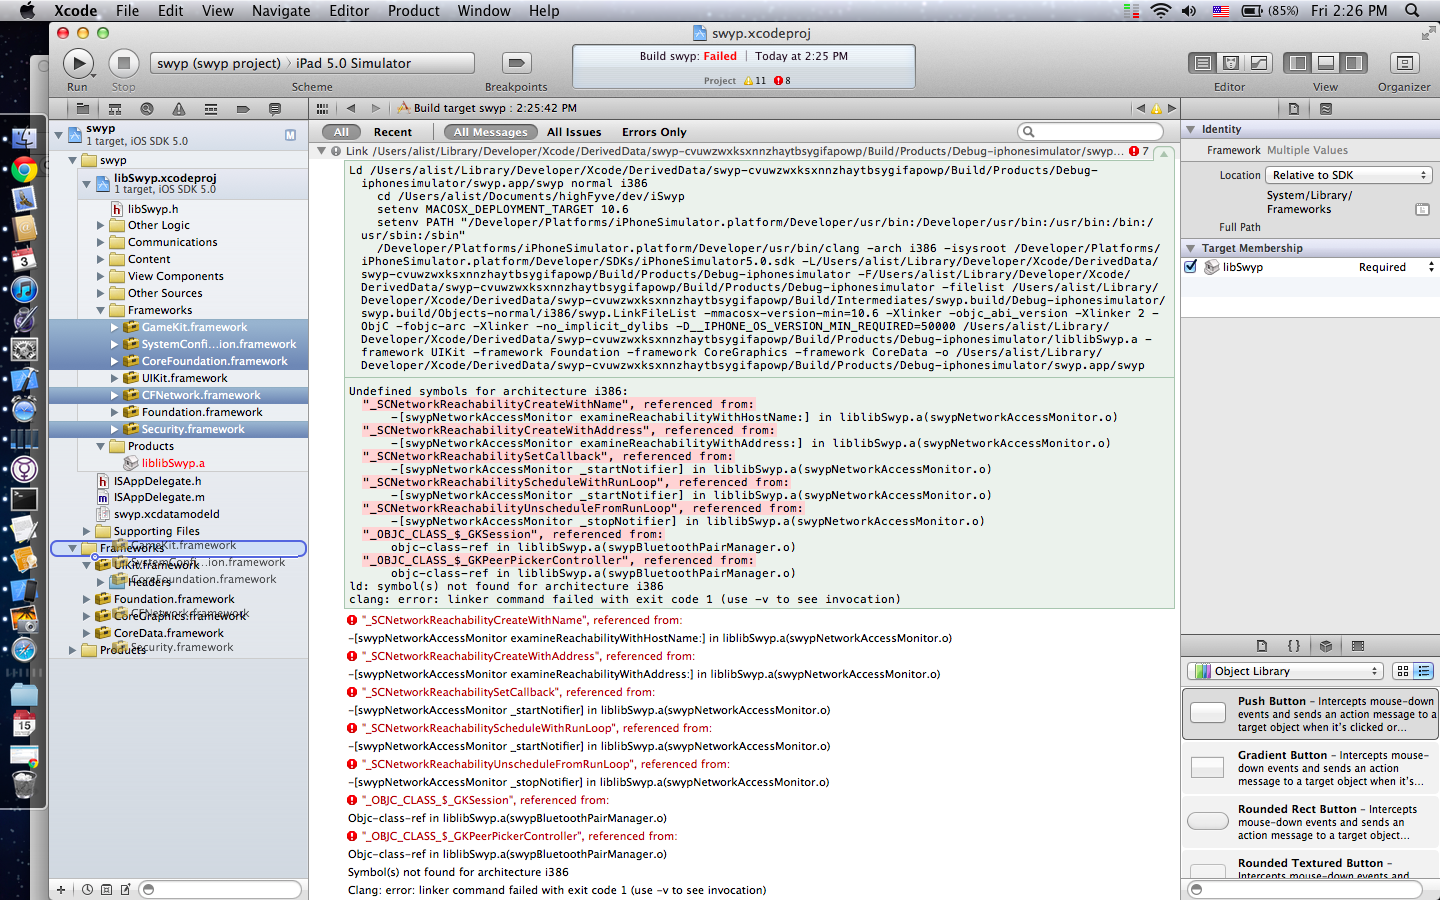 Xcode File Edit View Navigate Editor Product Window Help (85%) Fri 2:26 PM
swyp.xcodeproj
swyp (swyp project) iPad 5.0 Simulator
Build swyp: Failed Today at 2:25 PM
Project 11 8
Run Stop Scheme Breakpoints Editor View Organizer
Build target swyp : 2:25:42 PM
swyp
1 target, iOS SDK 5.0
M
swyp
libSwyp.xcodeproj
1 target, iOS SDK 5.0
libSwyp.h
Other Logic
Communications
Content
View Components
Other Sources
Frameworks
GameKit.framework
SystemConfi...ion.framework
CoreFoundation.framework
UIKit.framework
CFNetwork.framework
Foundation.framework
Security.framework
Products
liblibSwyp.a
ISAppDelegate.h
ISAppDelegate.m
swyp.xcdatamodeld
Supporting Files
Frameworks
GameKit.framework
UIKit.framework
SystemConfi...ion.framework
Headers
CoreFoundation.framework
Foundation.framework
CFNetwork.framework
CoreGraphics.framework
CoreData.framework
Products
Security.framework
All Recent All Messages All Issues Errors Only
Link /Users/alist/Library/Developer/Xcode/DerivedData/swyp-cvuwzwxksxnnzhaytbsygifapowp/Build/Products/Debug-iphonesimulator/swyp... 7
Ld /Users/alist/Library/Developer/Xcode/DerivedData/swyp-cvuwzwxksxnnzhaytbsygifapowp/Build/Products/Debug-
iphonesimulator/swyp.app/swyp normal i386
cd /Users/alist/Documents/highFyve/dev/iSwyp
setenv MACOSX_DEPLOYMENT_TARGET 10.6
setenv PATH "/Developer/Platforms/iPhoneSimulator.platform/Developer/usr/bin:/Developer/usr/bin:/usr/bin:/bin:/
usr/sbin:/sbin"
/Developer/Platforms/iPhoneSimulator.platform/Developer/usr/bin/clang -arch i386 -isysroot /Developer/Platforms/
iPhoneSimulator.platform/Developer/SDKs/iPhoneSimulator5.0.sdk -L/Users/alist/Library/Developer/Xcode/DerivedData/
swyp-cvuwzwxksxnnzhaytbsygifapowp/Build/Products/Debug-iphonesimulator -F/Users/alist/Library/Developer/Xcode/
DerivedData/swyp-cvuwzwxksxnnzhaytbsygifapowp/Build/Products/Debug-iphonesimulator -filelist /Users/alist/Library/
Developer/Xcode/DerivedData/swyp-cvuwzwxksxnnzhaytbsygifapowp/Build/Intermediates/swyp.build/Debug-iphonesimulator/
swyp.build/Objects-normal/i386/swyp.LinkFileList -mmacosx-version-min=10.6 -Xlinker -objc_abi_version -Xlinker 2 -
ObjC -fobjc-arc -Xlinker -no_implicit_dylibs -D__IPHONE_OS_VERSION_MIN_REQUIRED=50000 /Users/alist/Library/
Developer/Xcode/DerivedData/swyp-cvuwzwxksxnnzhaytbsygifapowp/Build/Products/Debug-iphonesimulator/liblibSwyp.a -
framework UIKit -framework Foundation -framework CoreGraphics -framework CoreData -o /Users/alist/Library/
Developer/Xcode/DerivedData/swyp-cvuwzwxksxnnzhaytbsygifapowp/Build/Products/Debug-iphonesimulator/swyp.app/swyp
Undefined symbols for architecture i386:
"_SCNetworkReachabilityCreateWithName", referenced from:
-[swypNetworkAccessMonitor examineReachabilityWithHostName:] in liblibSwyp.a(swypNetworkAccessMonitor.o)
"_SCNetworkReachabilityCreateWithAddress", referenced from:
-[swypNetworkAccessMonitor examineReachabilityWithAddress:] in liblibSwyp.a(swypNetworkAccessMonitor.o)
"_SCNetworkReachabilitySetCallback", referenced from:
-[swypNetworkAccessMonitor _startNotifier] in liblibSwyp.a(swypNetworkAccessMonitor.o)
"_SCNetworkReachabilityScheduleWithRunLoop", referenced from:
-[swypNetworkAccessMonitor _startNotifier] in liblibSwyp.a(swypNetworkAccessMonitor.o)
"_SCNetworkReachabilityUnscheduleFromRunLoop", referenced from:
-[swypNetworkAccessMonitor _stopNotifier] in liblibSwyp.a(swypNetworkAccessMonitor.o)
"_OBJC_CLASS_$_GKSession", referenced from:
objc-class-ref in liblibSwyp.a(swypBluetoothPairManager.o)
"_OBJC_CLASS_$_GKPeerPickerController", referenced from:
objc-class-ref in liblibSwyp.a(swypBluetoothPairManager.o)
ld: symbol(s) not found for architecture i386
clang: error: linker command failed with exit code 1 (use -v to see invocation)
"_SCNetworkReachabilityCreateWithName", referenced from:
-[swypNetworkAccessMonitor examineReachabilityWithHostName:] in liblibSwyp.a(swypNetworkAccessMonitor.o)
"_SCNetworkReachabilityCreateWithAddress", referenced from:
-[swypNetworkAccessMonitor examineReachabilityWithAddress:] in liblibSwyp.a(swypNetworkAccessMonitor.o)
"_SCNetworkReachabilitySetCallback", referenced from:
-[swypNetworkAccessMonitor _startNotifier] in liblibSwyp.a(swypNetworkAccessMonitor.o)
"_SCNetworkReachabilityScheduleWithRunLoop", referenced from:
-[swypNetworkAccessMonitor _startNotifier] in liblibSwyp.a(swypNetworkAccessMonitor.o)
"_SCNetworkReachabilityUnscheduleFromRunLoop", referenced from:
-[swypNetworkAccessMonitor _stopNotifier] in liblibSwyp.a(swypNetworkAccessMonitor.o)
"_OBJC_CLASS_$_GKSession", referenced from:
Objc-class-ref in liblibSwyp.a(swypBluetoothPairManager.o)
"_OBJC_CLASS_$_GKPeerPickerController", referenced from:
Objc-class-ref in liblibSwyp.a(swypBluetoothPairManager.o)
Symbol(s) not found for architecture i386
Clang: error: linker command failed with exit code 1 (use -v to see invocation)
Identity
Framework Multiple Values
Location Relative to SDK
System/Library/
Frameworks
Full Path
Target Membership
libSwyp Required
Object Library
Push Button – Intercepts mouse-down
events and sends an action message to a
target object when it's clicked or...
Gradient Button – Intercepts mouse-
down events and sends an action
message to a target object when it's...
Rounded Rect Button – Intercepts
mouse-down events and sends an
action message to a target object...
Rounded Textured Button –
Intercepts mouse-down events and
3
15